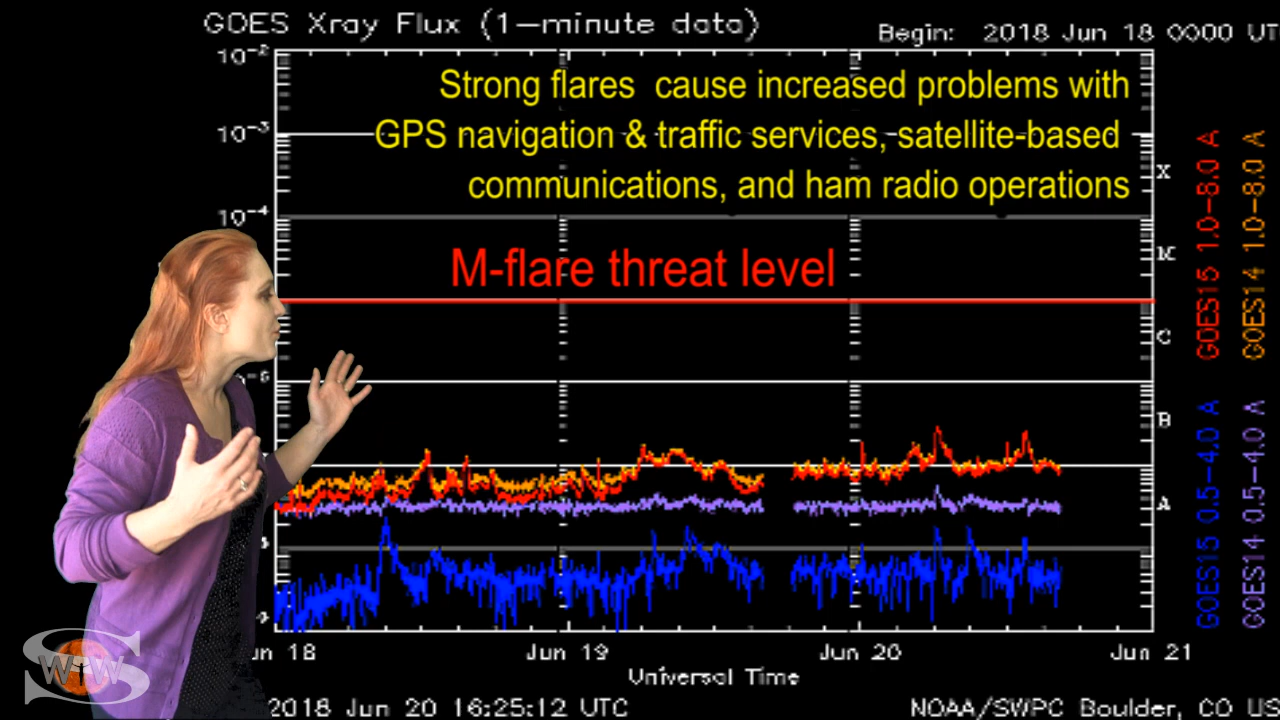 GOES Xray Flux (1-minute data)
Begin: 2018 Jun 18 0000 UT
10-2
Strong flares cause increased problems with
10-3
GPS navigation & traffic services, satellite-based
X
communications, and ham radio operations
10-4
M-flare threat level
M
C
B
A
GOES15 1.0-8.0 A
GOES14 1.0-8.0 A
GOES15 0.5-4.0 A
GOES14 0.5-4.0 A
un 18
Jun 19
Jun 20
Jun 21
Universal Time
2018 Jun 20 16:25:12 UTC
NOAA/SWPC Boulder, CO US
S
WTW